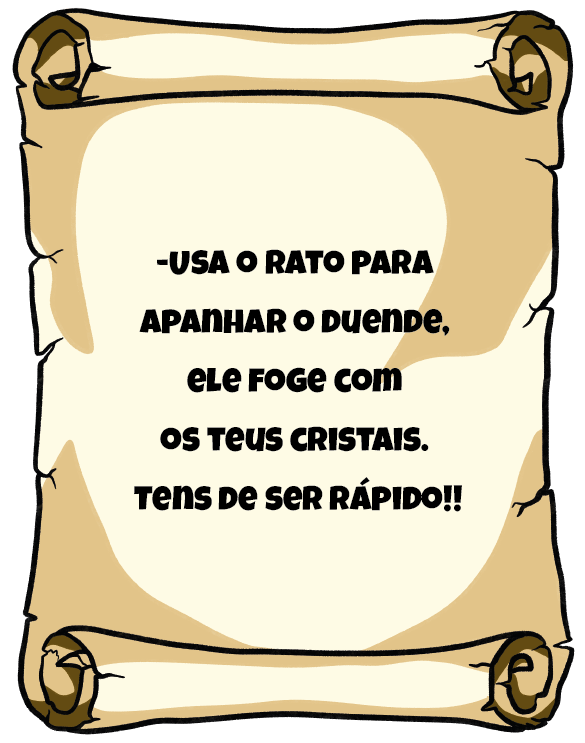 -USA O RATO PARA
APANHAR O DUENDE,
ELE FOGE COM
OS TEUS CRISTAIS.
TENS DE SER RÁPIDO!!